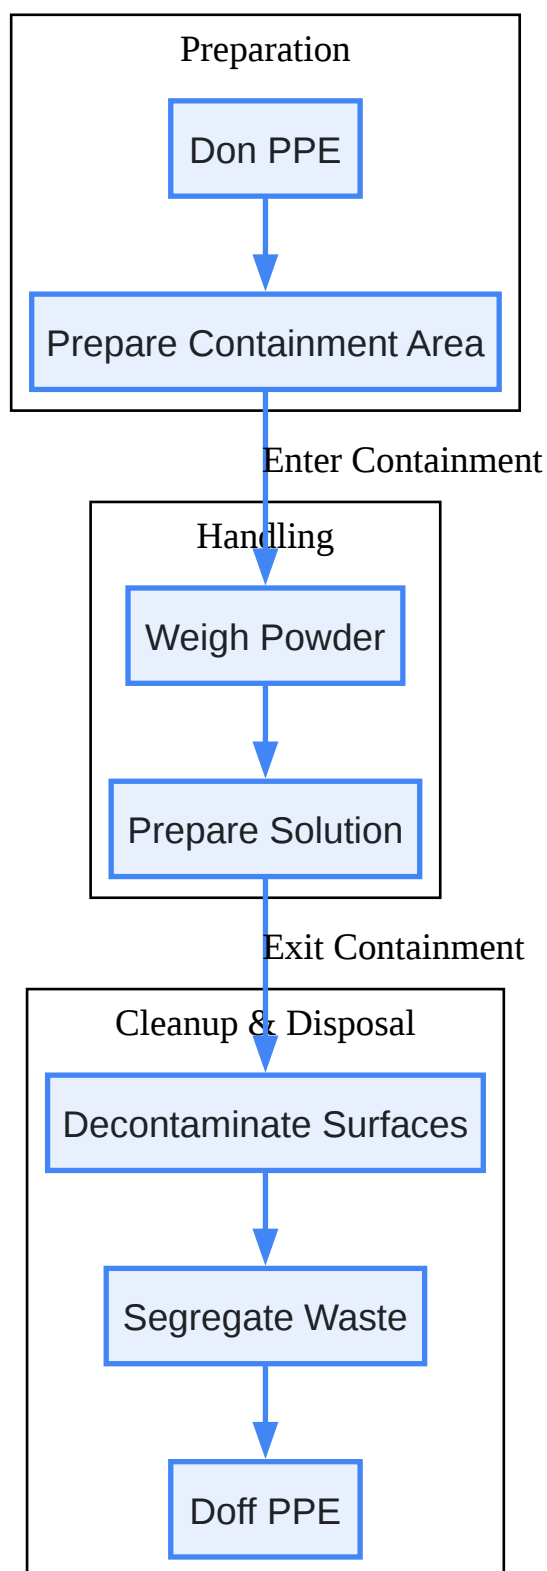 Preparation
Don PPE
Prepare Containment Area
Enter Containment
Handling
Weigh Powder
Prepare Solution
Exit Containment
Cleanup & Disposal
Decontaminate Surfaces
Segregate Waste
Doff PPE